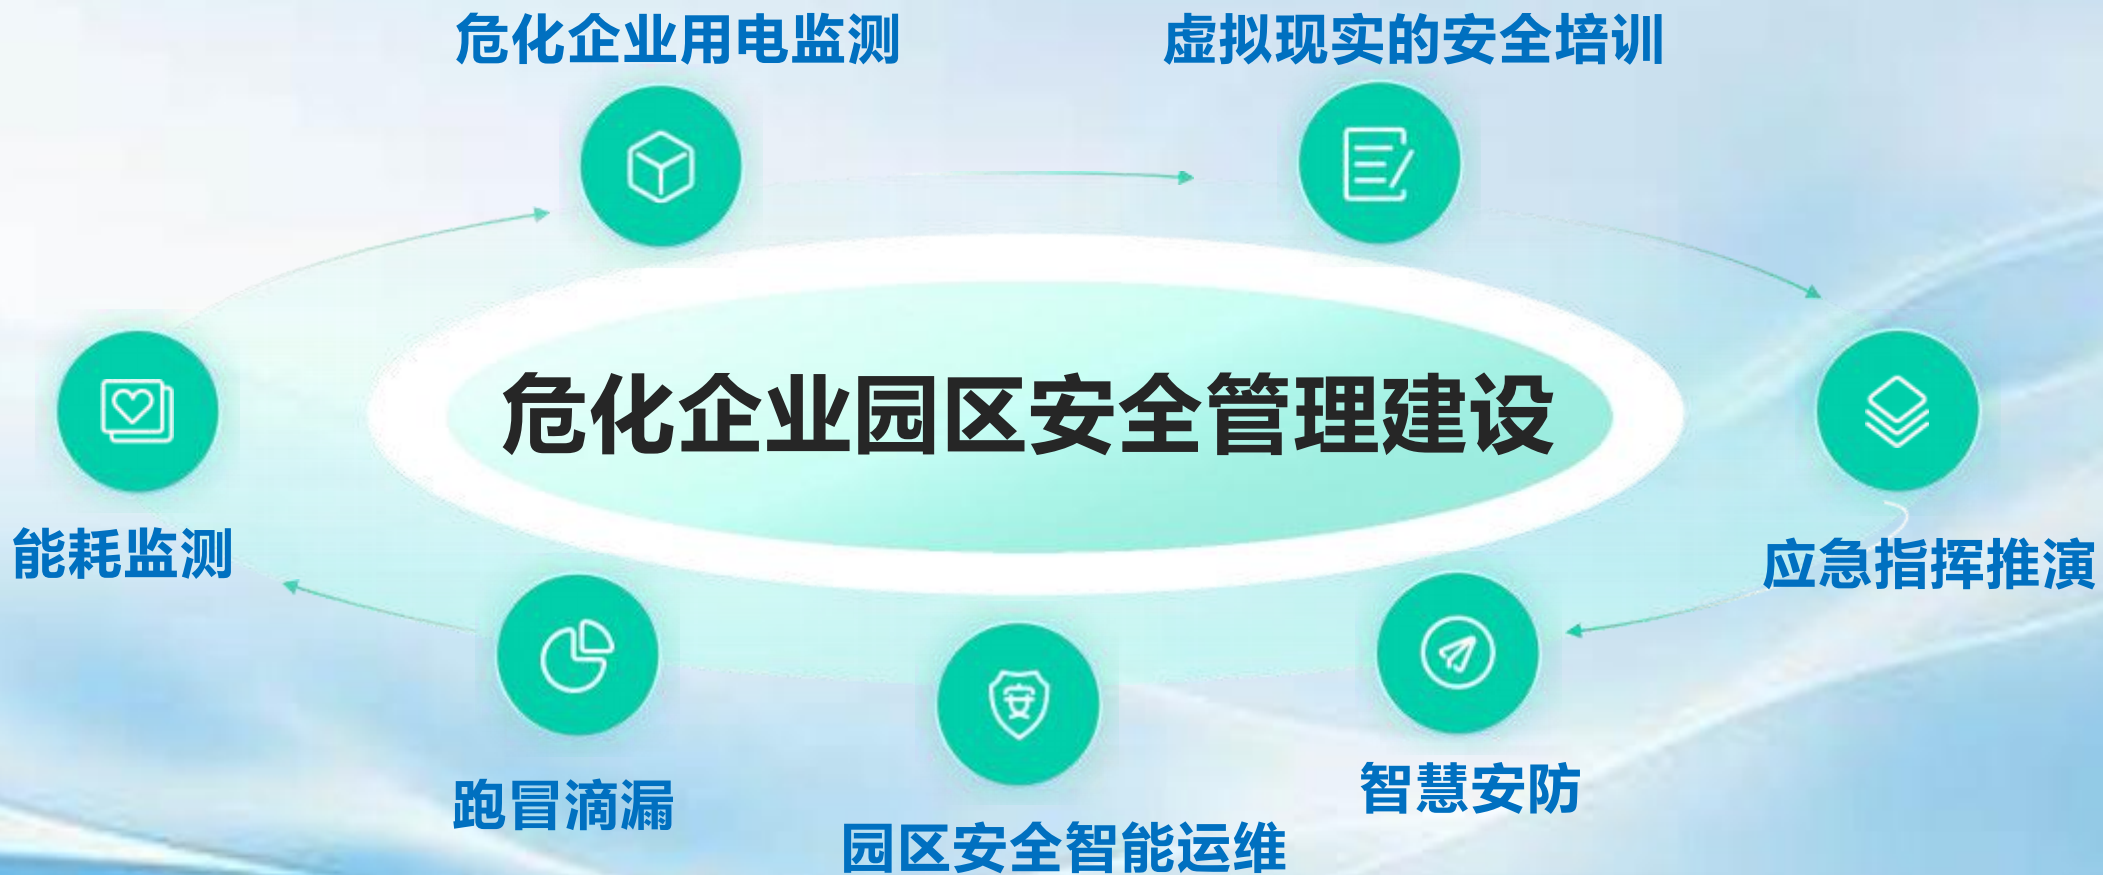 危化企业用电监测
虚拟现实的安全培训
危化企业园区安全管理建设
能耗监测
应急指挥推演
跑冒滴漏
安
智慧安防
园区安全智能运维